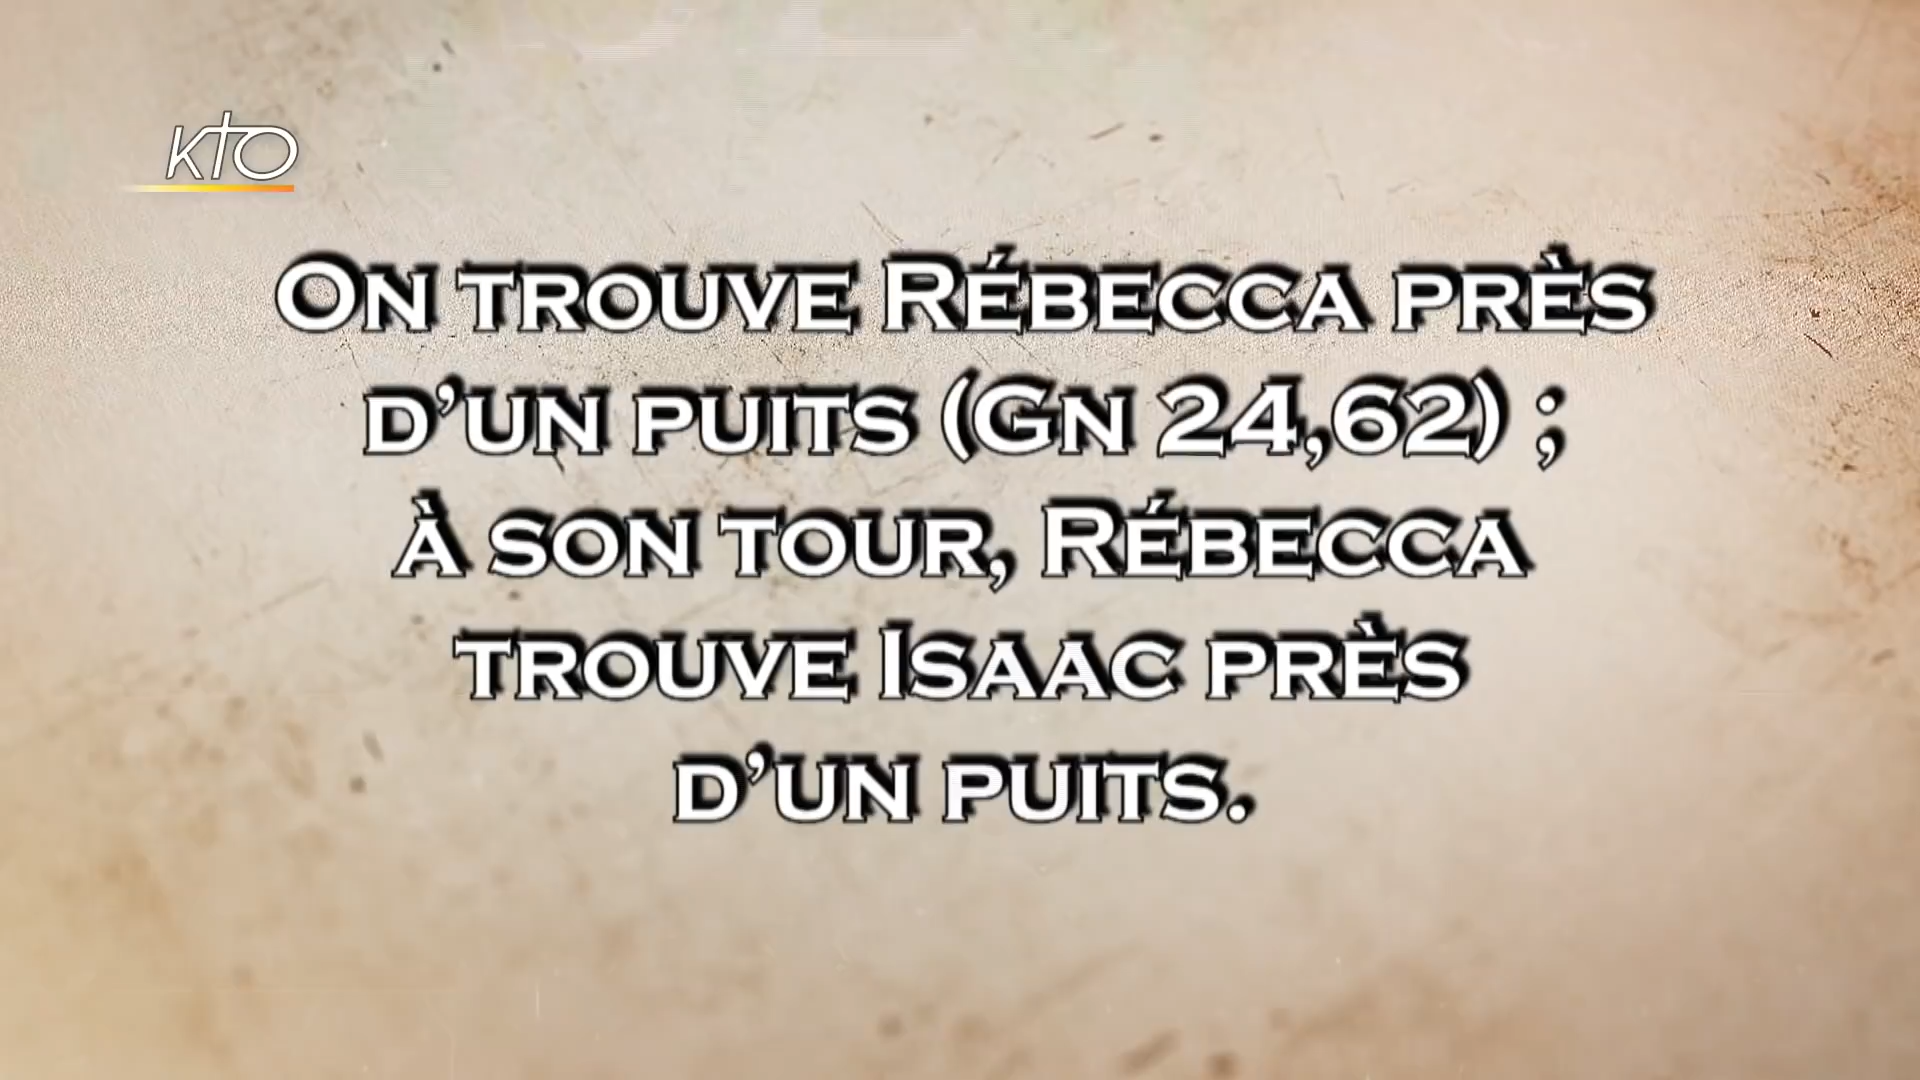 KTO
On trouve Rébecca près
d’un puits (Gn 24,62) ;
À son tour, Rébecca
trouve Isaac près
d’un puits.